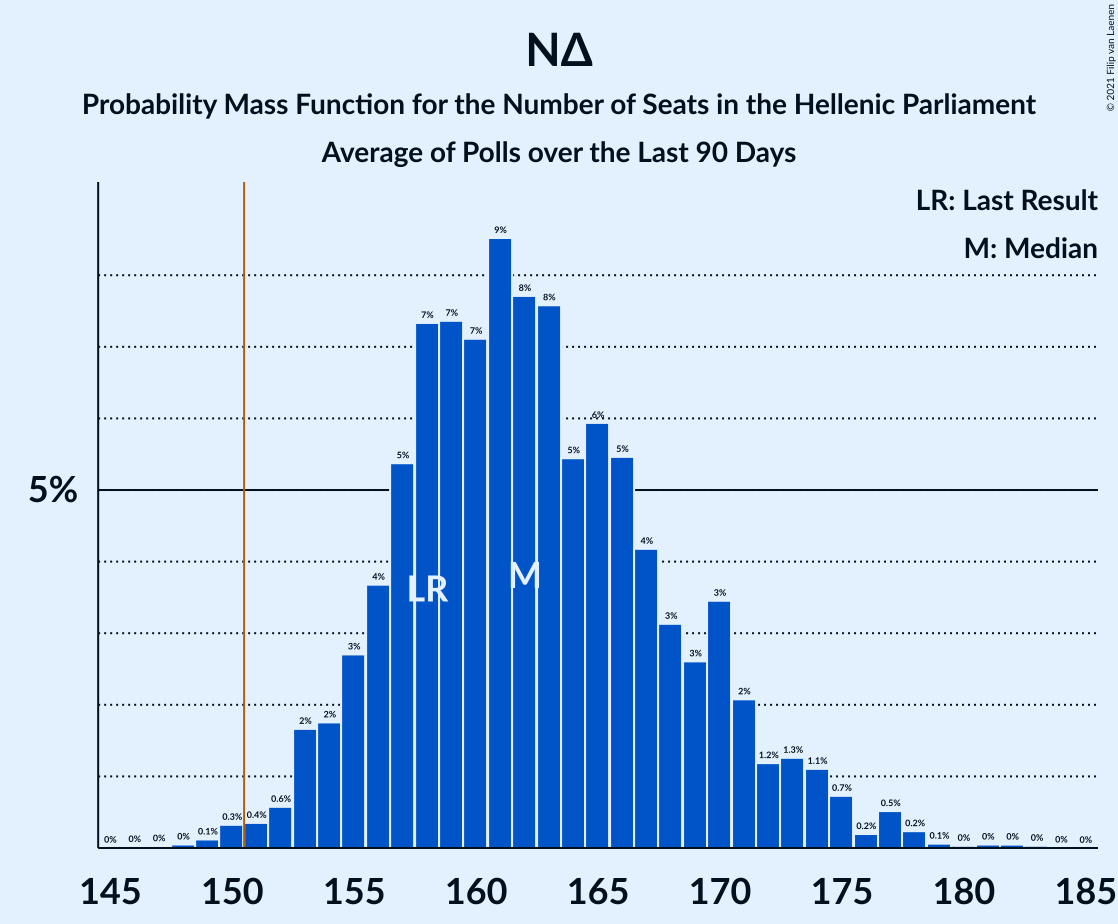 © 2021 Filip van Laenen
ΝΔ
Probability Mass Function for the Number of Seats in the Hellenic Parliament
Average of Polls over the Last 90 Days
LR: Last Result
M: Median
5%
0% 0% 0% 0% 0.1% 0.3% 0.4% 0.6% 2% 2% 3% 4% 5% 7% 7% 7% 9% 8% 8% 5% 6% 5% 4% 3% 3% 3% 2% 1.2% 1.3% 1.1% 0.7% 0.2% 0.5% 0.2% 0.1% 0% 0% 0% 0% 0% 0%
LR M
145 150 155 160 165 170 175 180 185